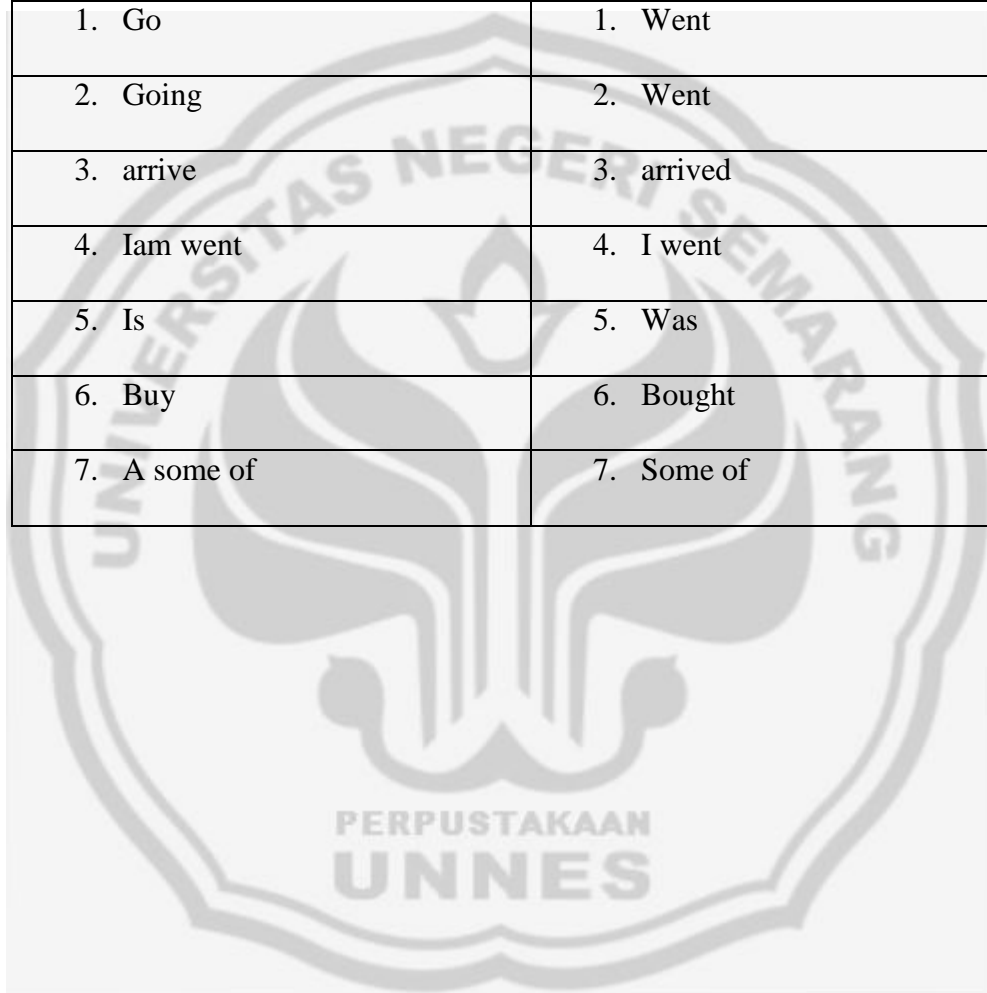 1. Go 1. Went
2. Going 2. Went
3. arrive 3. arrived
4. Iam went 4. I went
5. Is 5. Was
6. Buy 6. Bought
7. A some of 7. Some of
UNIVERSITAS NEGERI SEMARANG
PERPUSTAKAAN
UNNES